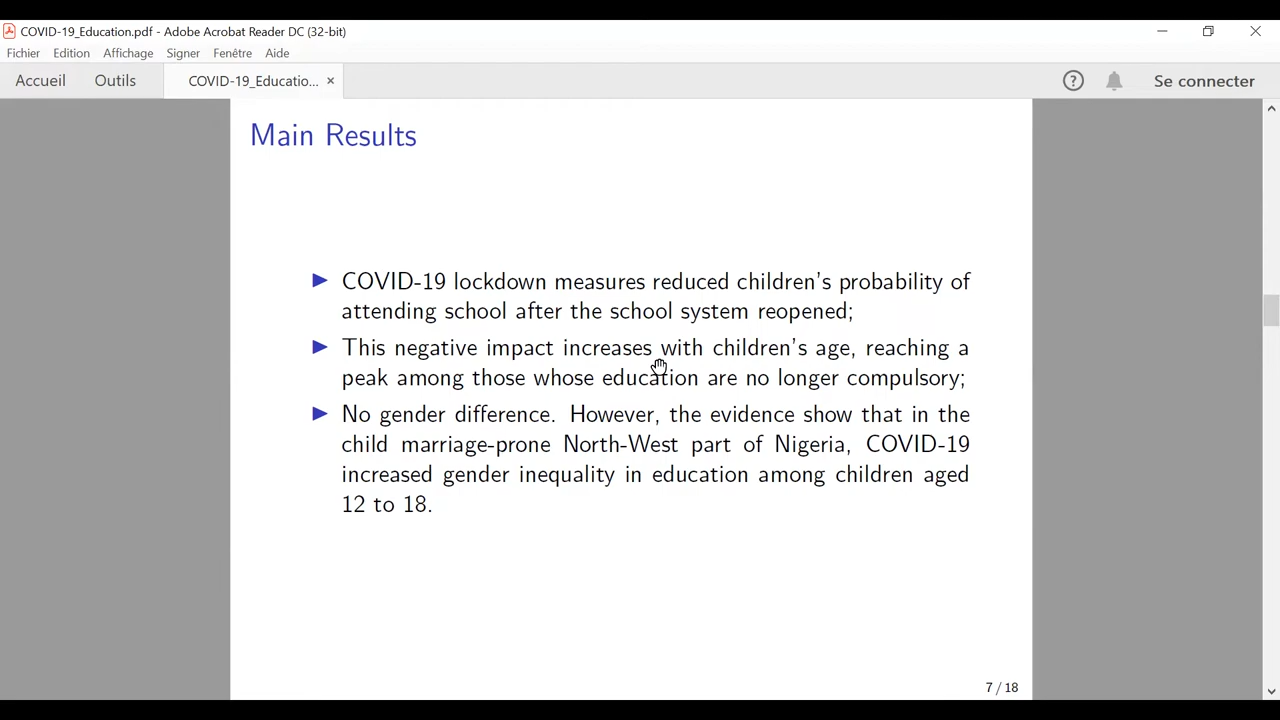 COVID-19_Education.pdf - Adobe Acrobat Reader DC (32-bit)
Fichier Edition Affichage Signer Fenêtre Aide
Accueil Outils COVID-19_Educatio... × ? Se connecter
Main Results
▶ COVID-19 lockdown measures reduced children's probability of
attending school after the school system reopened;
▶ This negative impact increases with children's age, reaching a
peak among those whose education are no longer compulsory;
▶ No gender difference. However, the evidence show that in the
child marriage-prone North-West part of Nigeria, COVID-19
increased gender inequality in education among children aged
12 to 18.
7 / 18